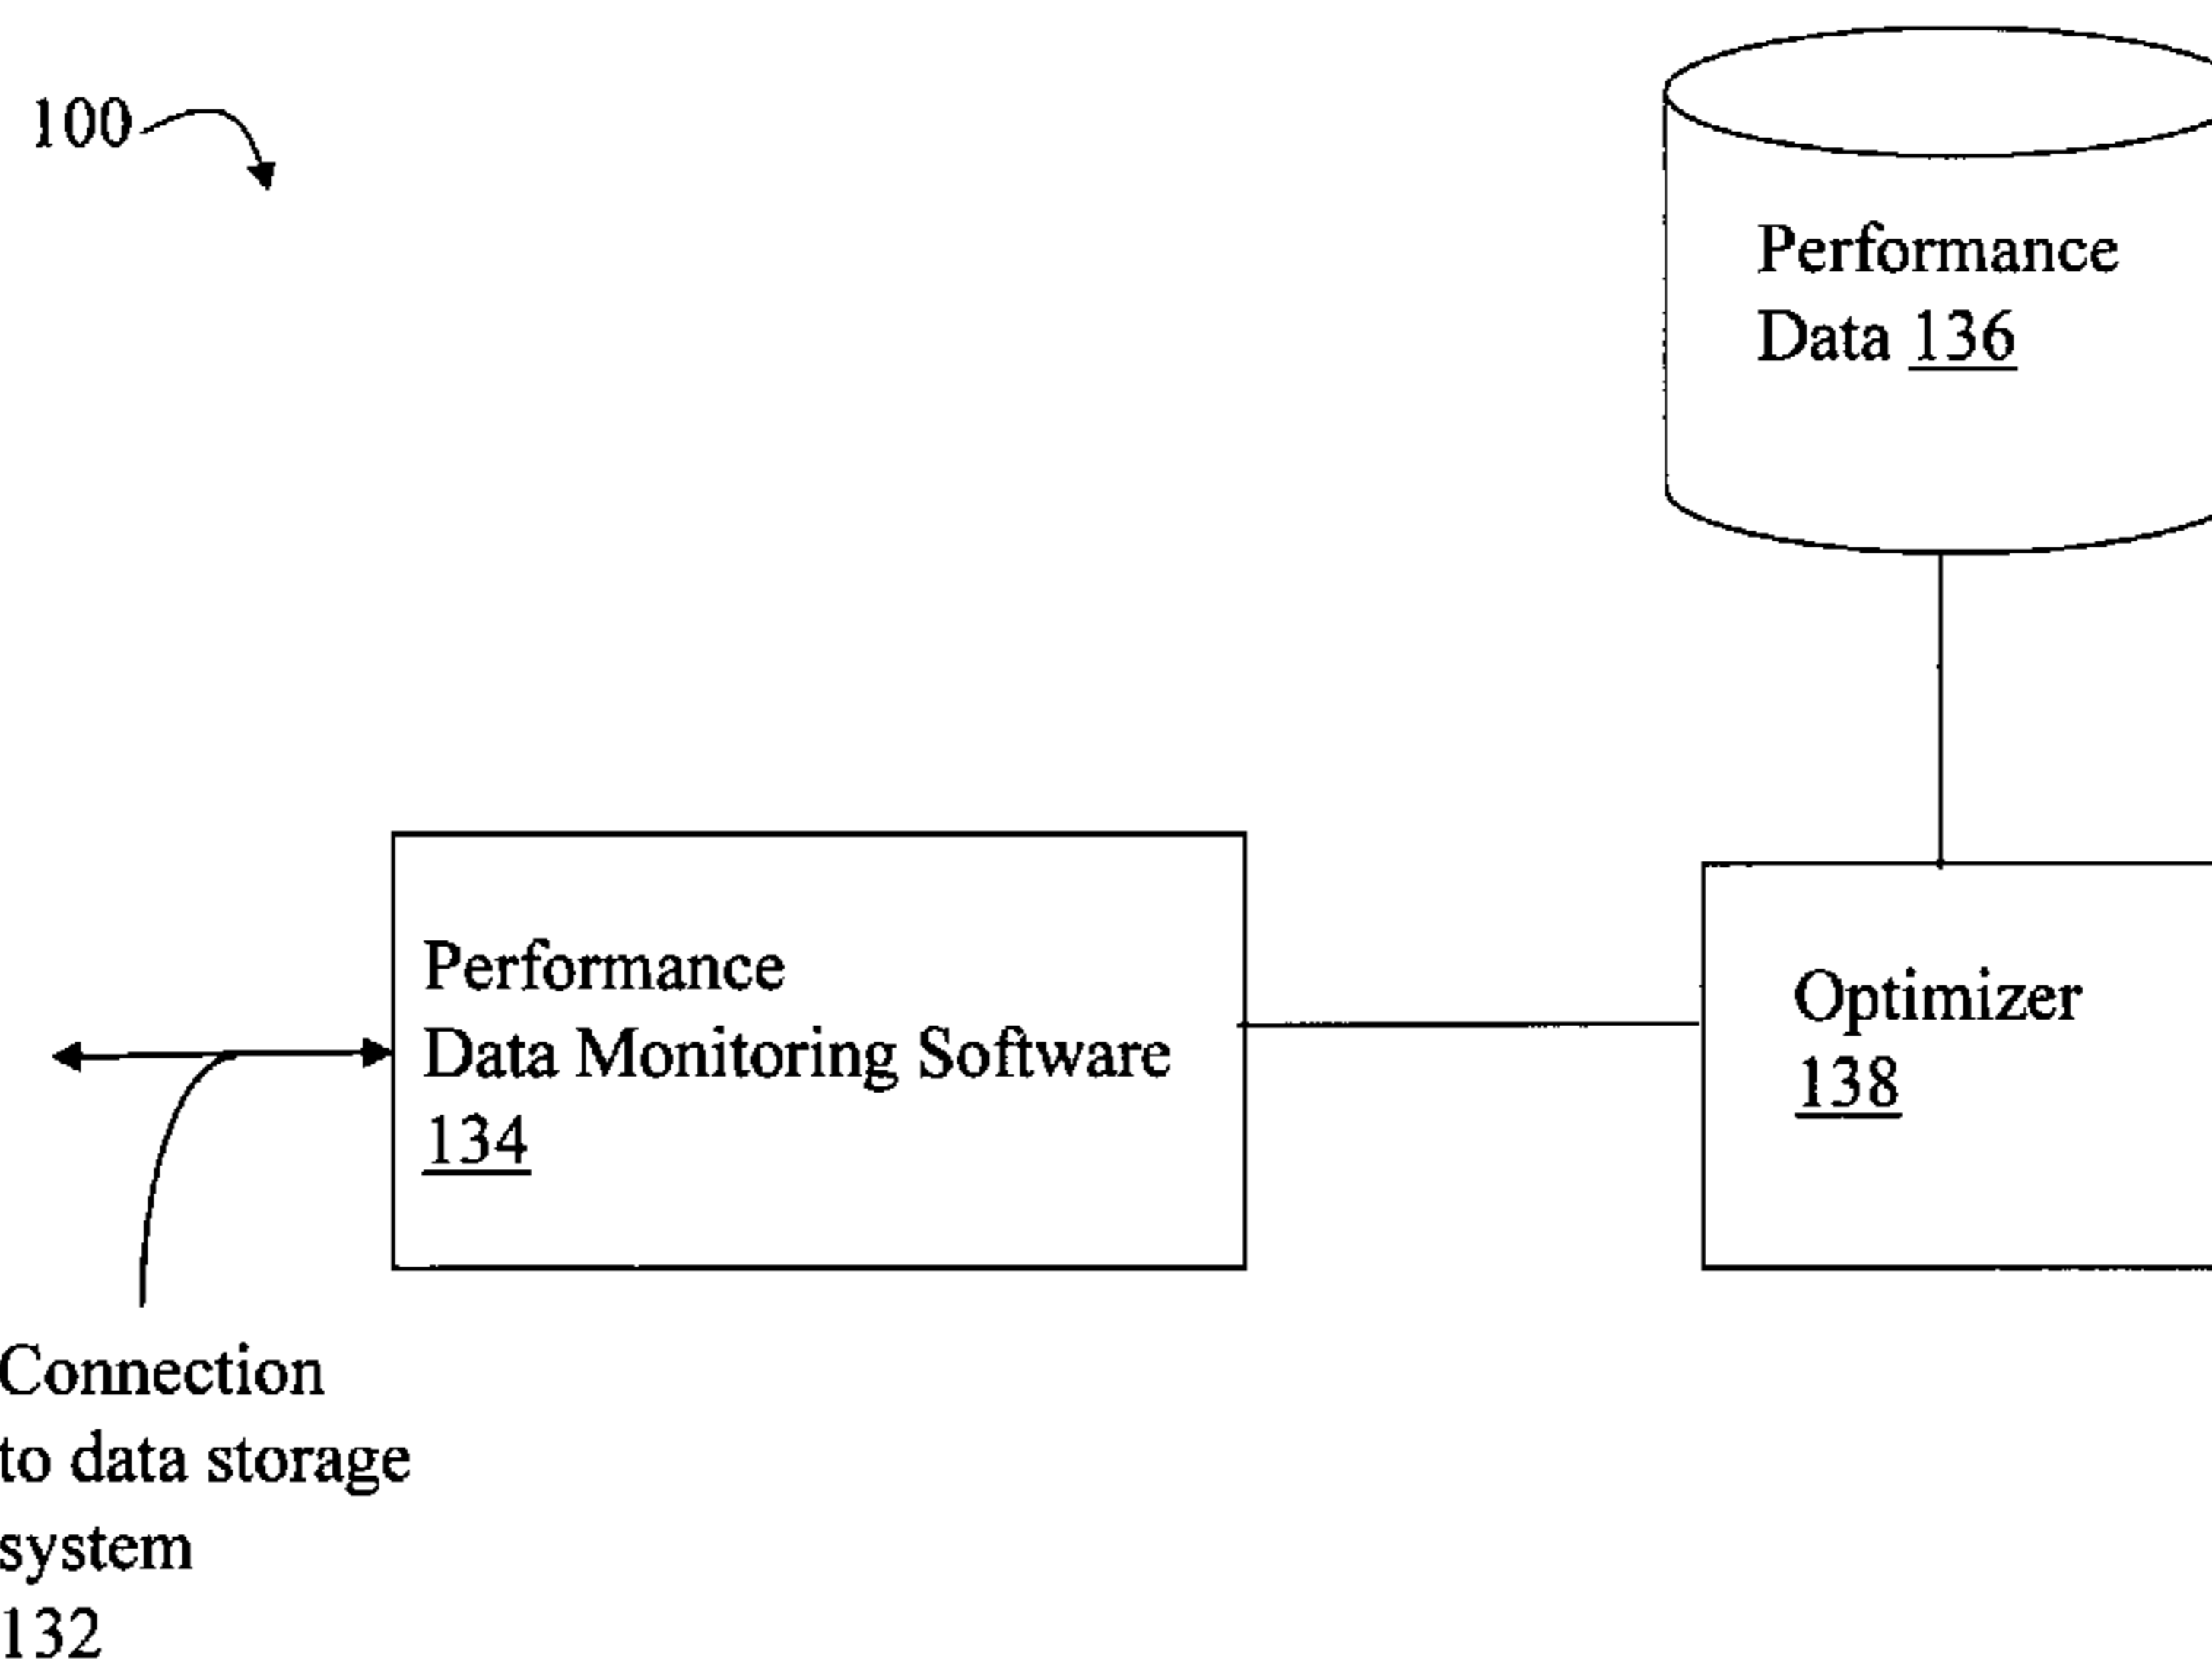 100
Performance
Data 136
Performance
Data Monitoring Software
134
Optimizer
138
Connection
to data storage
system
132